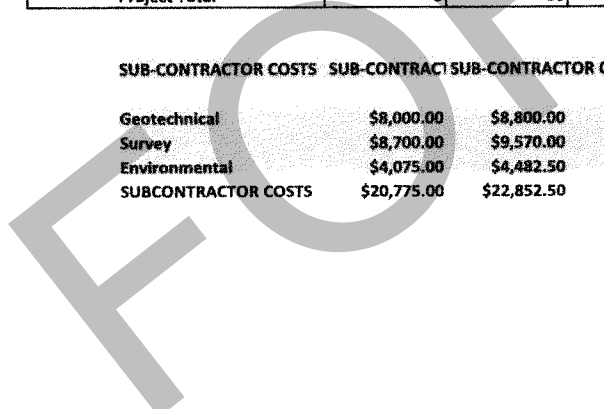 SUB-CONTRACTOR COSTS SUB-CONTRACT SUB-CONTRACTOR
Geotechnical $8,000.00 $8,800.00
Survey $8,700.00 $9,570.00
Environmental $4,075.00 $4,482.50
SUBCONTRACTOR COSTS $20,775.00 $22,852.50
FO